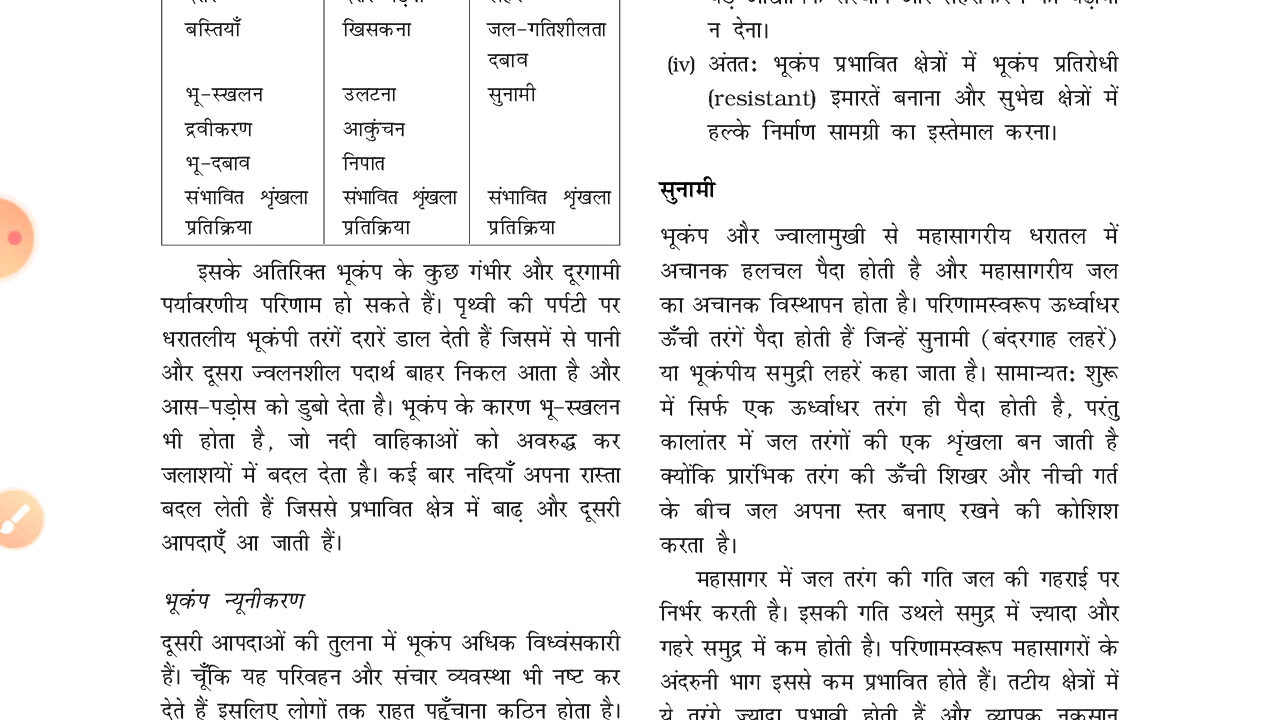 बस्तियाँ खिसकना जल-गतिशीलता
दबाव
भू-स्खलन उलटना सुनामी
द्रवीकरण आकुंचन
भू-दबाव निपात
संभावित शृंखला संभावित शृंखला संभावित शृंखला
प्रतिक्रिया प्रतिक्रिया प्रतिक्रिया
इसके अतिरिक्त भूकंप के कुछ गंभीर और दूरगामी
पर्यावरणीय परिणाम हो सकते हैं। पृथ्वी की पर्पटी पर
धरातलीय भूकंपी तरंगें दरारें डाल देती हैं जिसमें से पानी
और दूसरा ज्वलनशील पदार्थ बाहर निकल आता है और
आस-पड़ोस को डुबो देता है। भूकंप के कारण भू-स्खलन
भी होता है, जो नदी वाहिकाओं को अवरुद्ध कर
जलाशयों में बदल देता है। कई बार नदियाँ अपना रास्ता
बदल लेती हैं जिससे प्रभावित क्षेत्र में बाढ़ और दूसरी
आपदाएँ आ जाती हैं।
भूकंप न्यूनीकरण
दूसरी आपदाओं की तुलना में भूकंप अधिक विध्वंसकारी
हैं। चूँकि यह परिवहन और संचार व्यवस्था भी नष्ट कर
देते हैं इसलिए लोगों तक राहत पहुँचाना कठिन होता है।
न देना।
(iv) अंततः भूकंप प्रभावित क्षेत्रों में भूकंप प्रतिरोधी
(resistant) इमारतें बनाना और सुभेद्य क्षेत्रों में
हल्के निर्माण सामग्री का इस्तेमाल करना।
सुनामी
भूकंप और ज्वालामुखी से महासागरीय धरातल में
अचानक हलचल पैदा होती है और महासागरीय जल
का अचानक विस्थापन होता है। परिणामस्वरूप ऊर्ध्वाधर
ऊँची तरंगें पैदा होती हैं जिन्हें सुनामी (बंदरगाह लहरें)
या भूकंपीय समुद्री लहरें कहा जाता है। सामान्यतः शुरू
में सिर्फ एक ऊर्ध्वाधर तरंग ही पैदा होती है, परंतु
कालांतर में जल तरंगों की एक शृंखला बन जाती है
क्योंकि प्रारंभिक तरंग की ऊँची शिखर और नीची गर्त
के बीच जल अपना स्तर बनाए रखने की कोशिश
करता है।
महासागर में जल तरंग की गति जल की गहराई पर
निर्भर करती है। इसकी गति उथले समुद्र में ज़्यादा और
गहरे समुद्र में कम होती है। परिणामस्वरूप महासागरों के
अंदरुनी भाग इससे कम प्रभावित होते हैं। तटीय क्षेत्रों में
ये तरंगे ज़्यादा प्रभावी होती हैं और व्यापक नुकसान